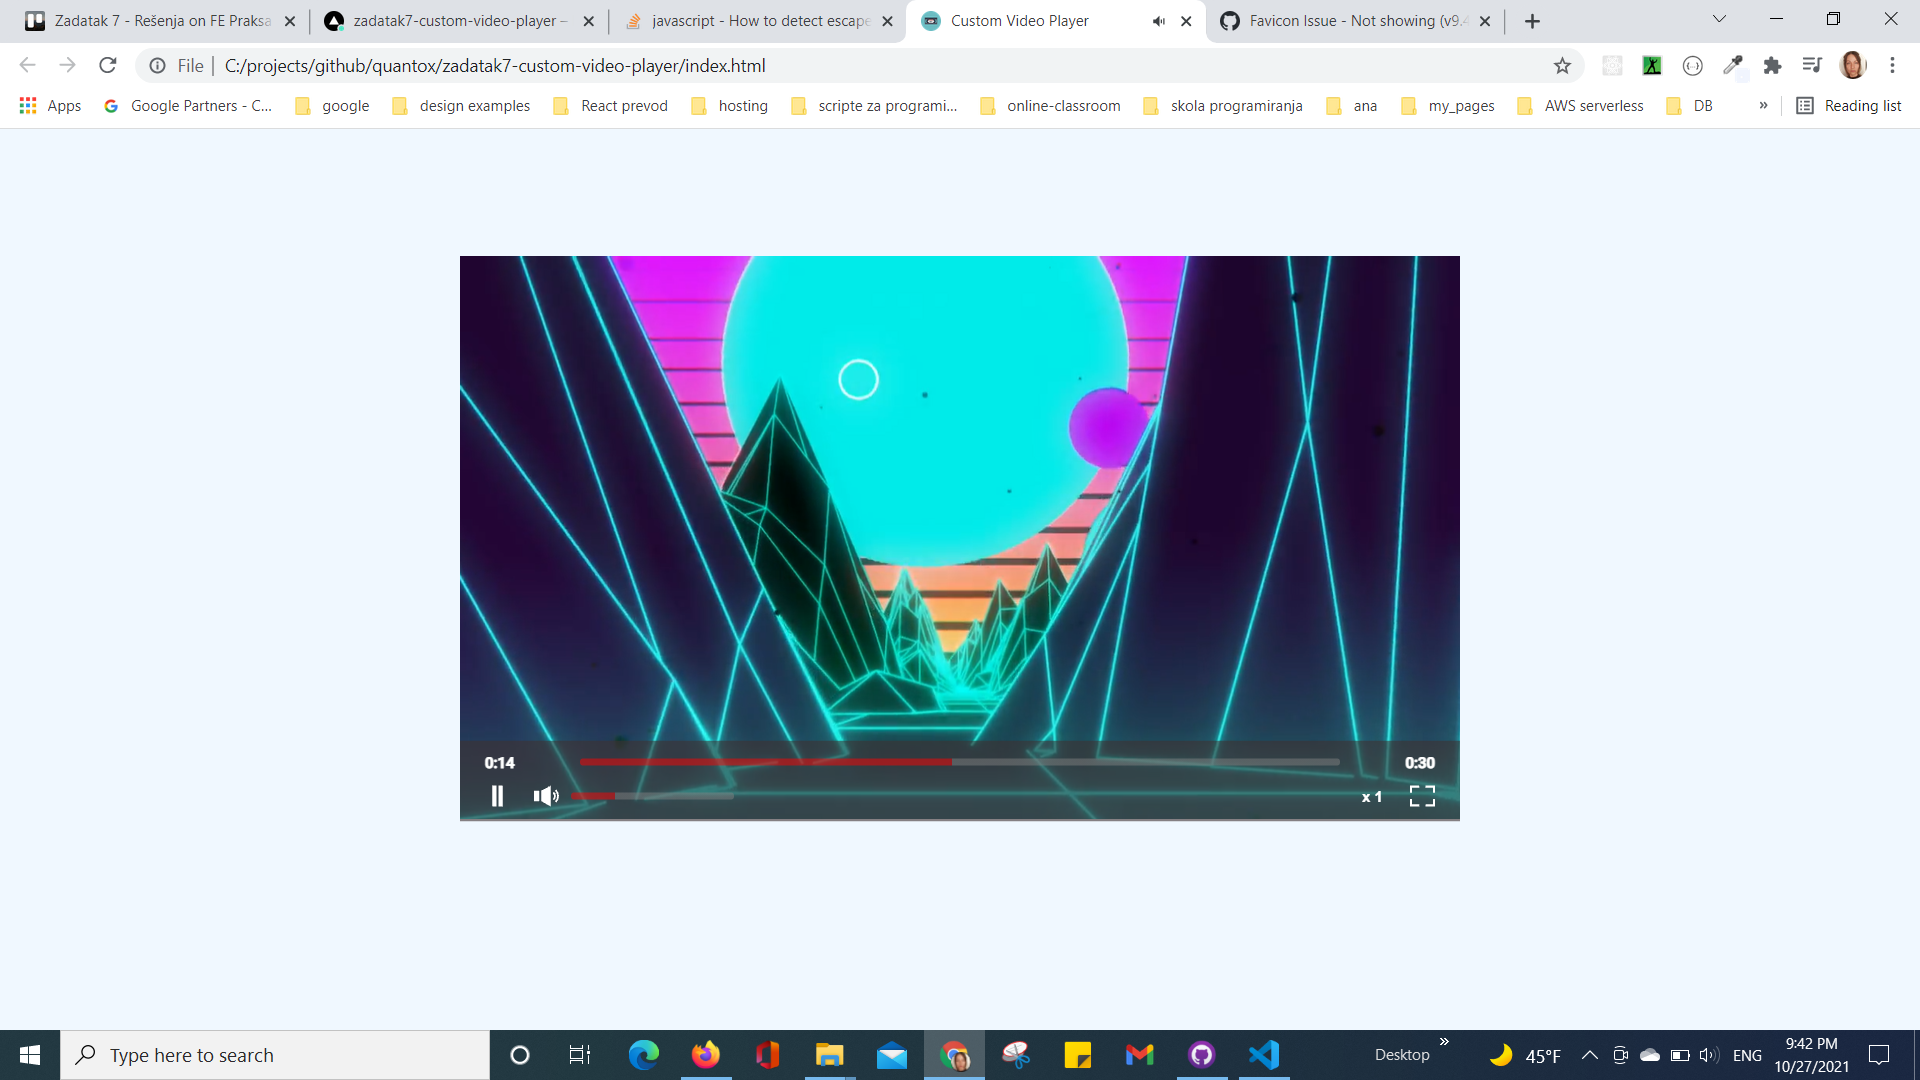 Zadatak 7 - Rešenja on FE Praksa
zadatak7-custom-video-player –
javascript - How to detect escape
Custom Video Player
Favicon Issue - Not showing (v9.4
File
C:/projects/github/quantox/zadatak7-custom-video-player/index.html
Apps
Google Partners - C...
google
design examples
React prevod
hosting
scripte za programi...
online-classroom
skola programiranja
ana
my_pages
AWS serverless
DB
»
Reading list
0:14
0:30
x 1
Type here to search
Desktop
45°F
ENG
9:42 PM
10/27/2021